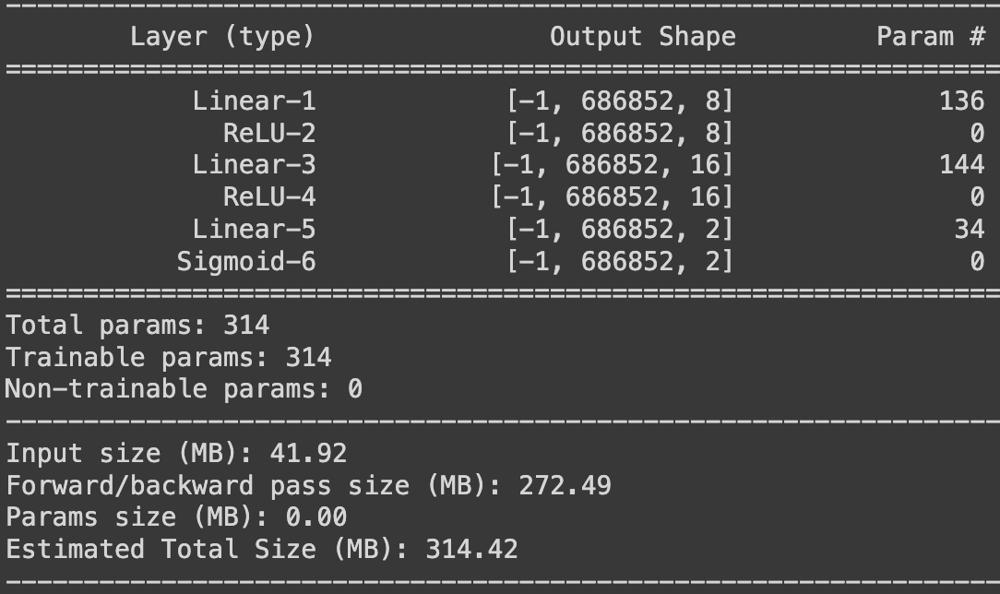 ----------------------------------------------------------------
Layer (type) Output Shape Param #
================================================================
Linear-1 [-1, 686852, 8] 136
ReLU-2 [-1, 686852, 8] 0
Linear-3 [-1, 686852, 16] 144
ReLU-4 [-1, 686852, 16] 0
Linear-5 [-1, 686852, 2] 34
Sigmoid-6 [-1, 686852, 2] 0
================================================================
Total params: 314
Trainable params: 314
Non-trainable params: 0
----------------------------------------------------------------
Input size (MB): 41.92
Forward/backward pass size (MB): 272.49
Params size (MB): 0.00
Estimated Total Size (MB): 314.42
----------------------------------------------------------------